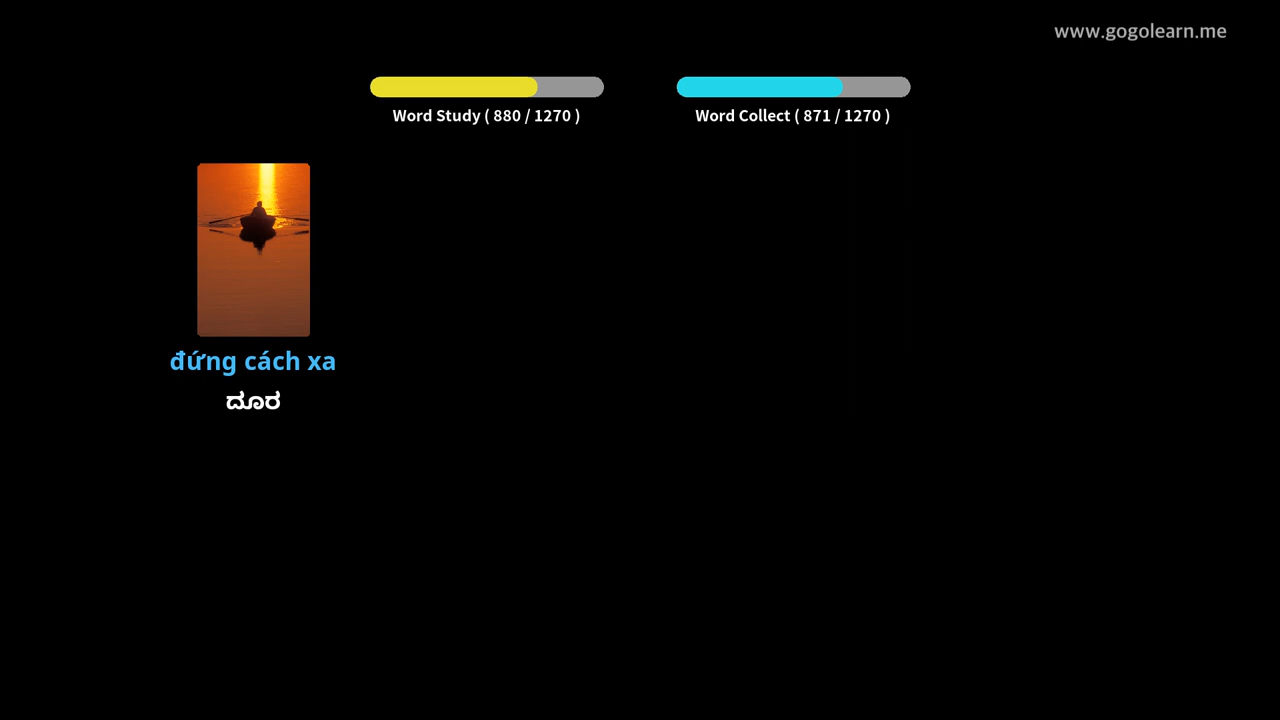 www.gogolearn.me
Word Study ( 880 / 1270 )
Word Collect ( 871 / 1270 )
đứng cách xa
ದೂರ